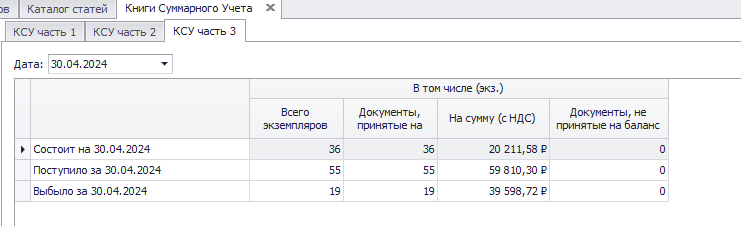 ов Каталог статей Книги Суммарного Учета
КСУ часть 1 КСУ часть 2 КСУ часть 3
Дата: 30.04.2024
В том числе (экз.)
Всего экземпляров Документы, принятые на На сумму (с НДС) Документы, не принятые на баланс
Состоит на 30.04.2024 36 36 20 211,58 ₽ 0
Поступило за 30.04.2024 55 55 59 810,30 ₽ 0
Выбыло за 30.04.2024 19 19 39 598,72 ₽ 0